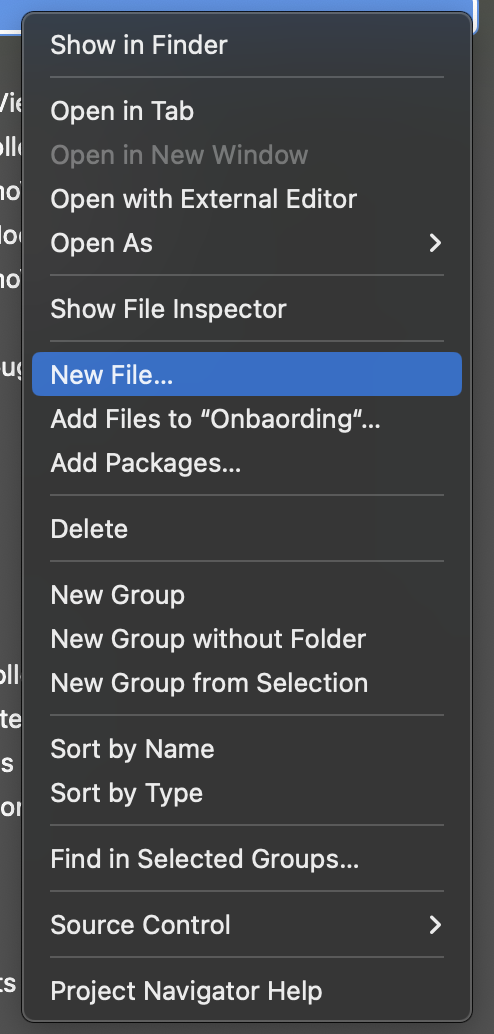 Show in Finder
Open in Tab
Open in New Window
Open with External Editor
Open As
Show File Inspector
New File...
Add Files to “Onbaording“...
Add Packages...
Delete
New Group
New Group without Folder
New Group from Selection
Sort by Name
Sort by Type
Find in Selected Groups...
Source Control
Project Navigator Help